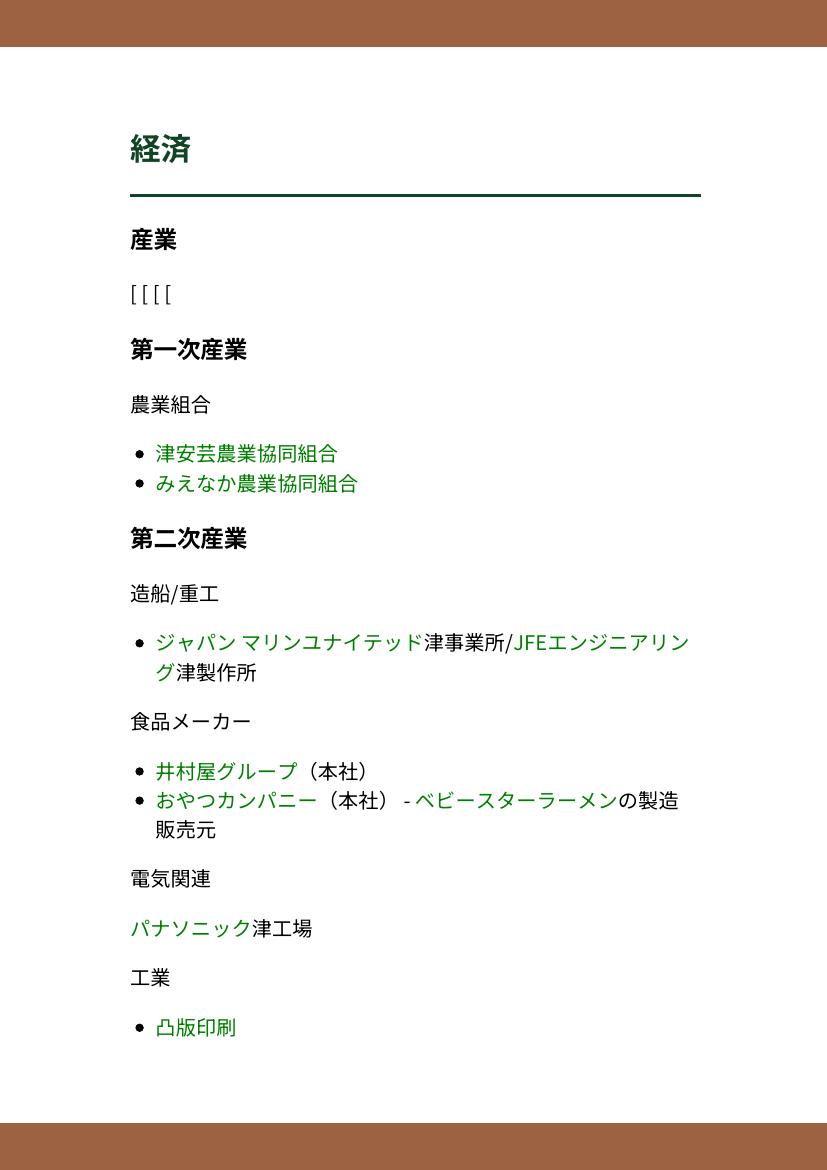 経済
産業
[ [ [ [
第一次産業
農業組合
• 津安芸農業協同組合
• みえなか農業協同組合
第二次産業
造船/重工
• ジャパン マリンユナイテッド津事業所/JFEエンジニアリン
グ津製作所
食品メーカー
• 井村屋グループ（本社）
• おやつカンパニー（本社） - ベビースターラーメンの製造
販売元
電気関連
パナソニック津工場
工業
• 凸版印刷